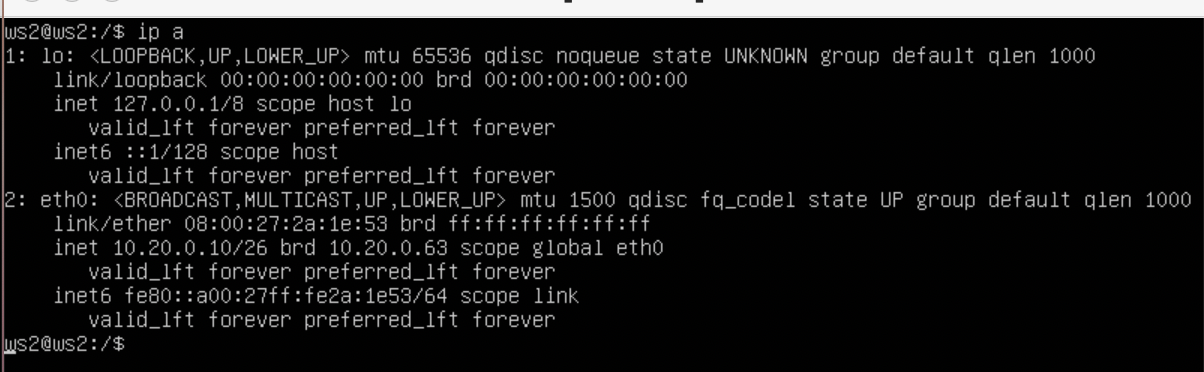 ws2@ws2:/$ ip a
1: lo: <LOOPBACK,UP,LOWER_UP> mtu 65536 qdisc noqueue state UNKNOWN group default qlen 1000
    link/loopback 00:00:00:00:00:00 brd 00:00:00:00:00:00
    inet 127.0.0.1/8 scope host lo
       valid_lft forever preferred_lft forever
    inet6 ::1/128 scope host
       valid_lft forever preferred_lft forever
2: eth0: <BROADCAST,MULTICAST,UP,LOWER_UP> mtu 1500 qdisc fq_codel state UP group default qlen 1000
    link/ether 08:00:27:2a:1e:53 brd ff:ff:ff:ff:ff:ff
    inet 10.20.0.10/26 brd 10.20.0.63 scope global eth0
       valid_lft forever preferred_lft forever
    inet6 fe80::a00:27ff:fe2a:1e53/64 scope link
       valid_lft forever preferred_lft forever
ws2@ws2:/$